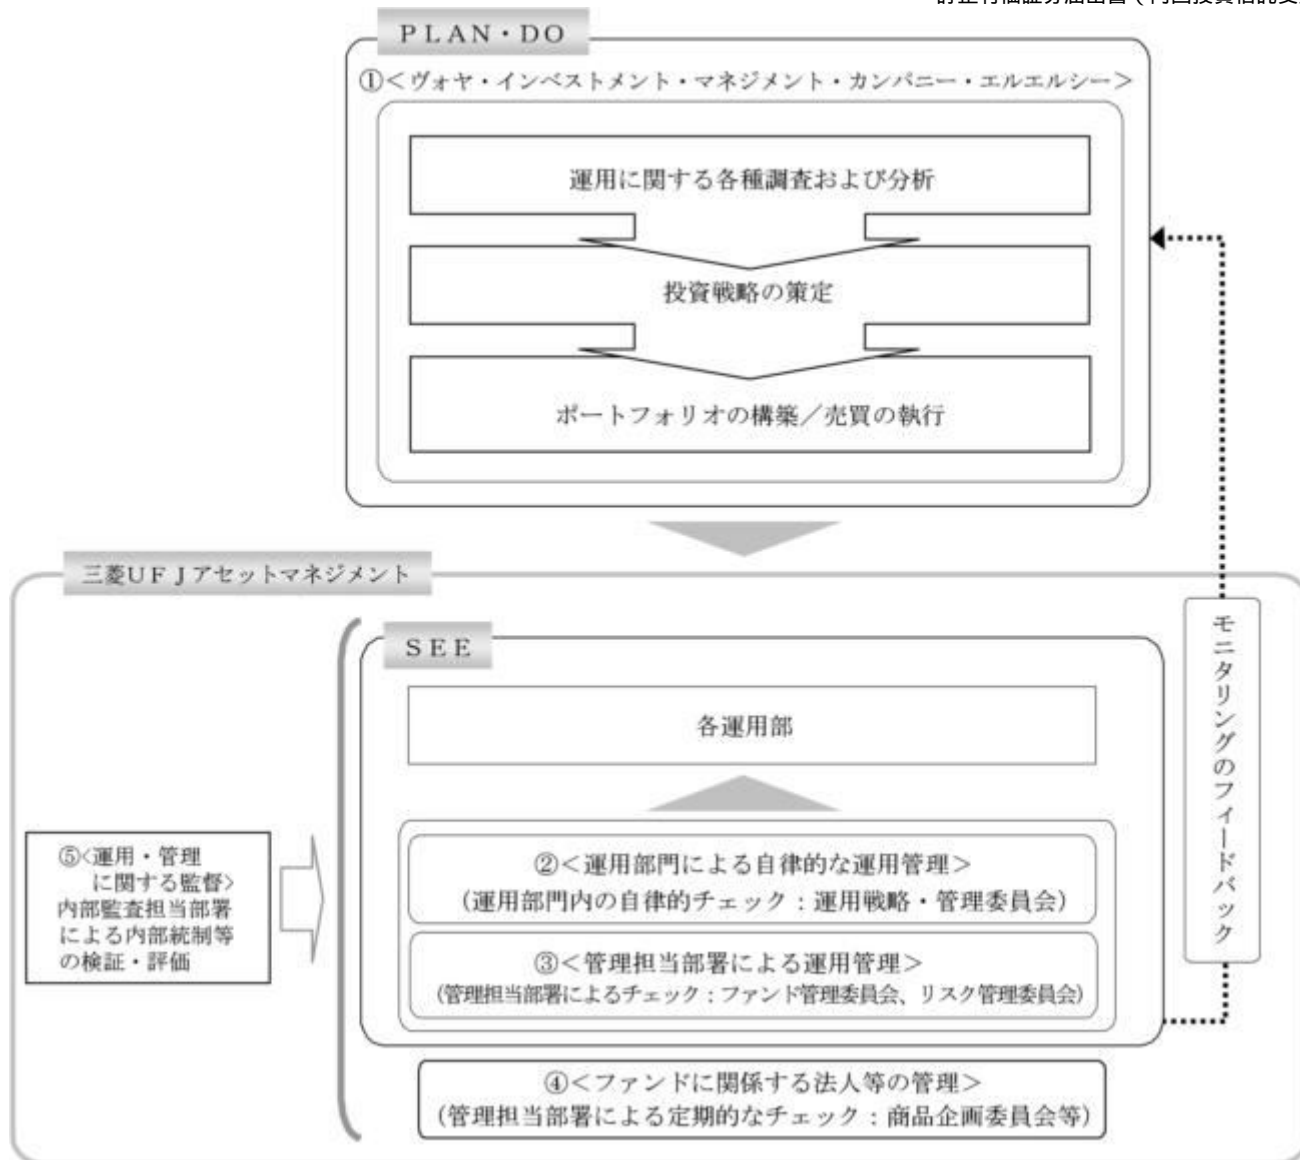 PLAN・DO
①<ヴォヤ・インベストメント・マネジメント・カンパニー・エルエルシー>
運用に関する各種調査および分析
投資戦略の策定
ポートフォリオの構築/売買の執行
三菱UFJアセットマネジメント
SEE
各運用部
モニタリングのフィードバック
②<運用部門による自律的な運用管理>
(運用部門内の自律的チェック:運用戦略・管理委員会)
③<管理担当部署による運用管理>
(管理担当部署によるチェック:ファンド管理委員会、リスク管理委員会)
⑤<運用・管理
に関する監督>
内部監査担当部署
による内部統制等
の検証・評価
④<ファンドに関係する法人等の管理>
(管理担当部署による定期的なチェック:商品企画委員会等)